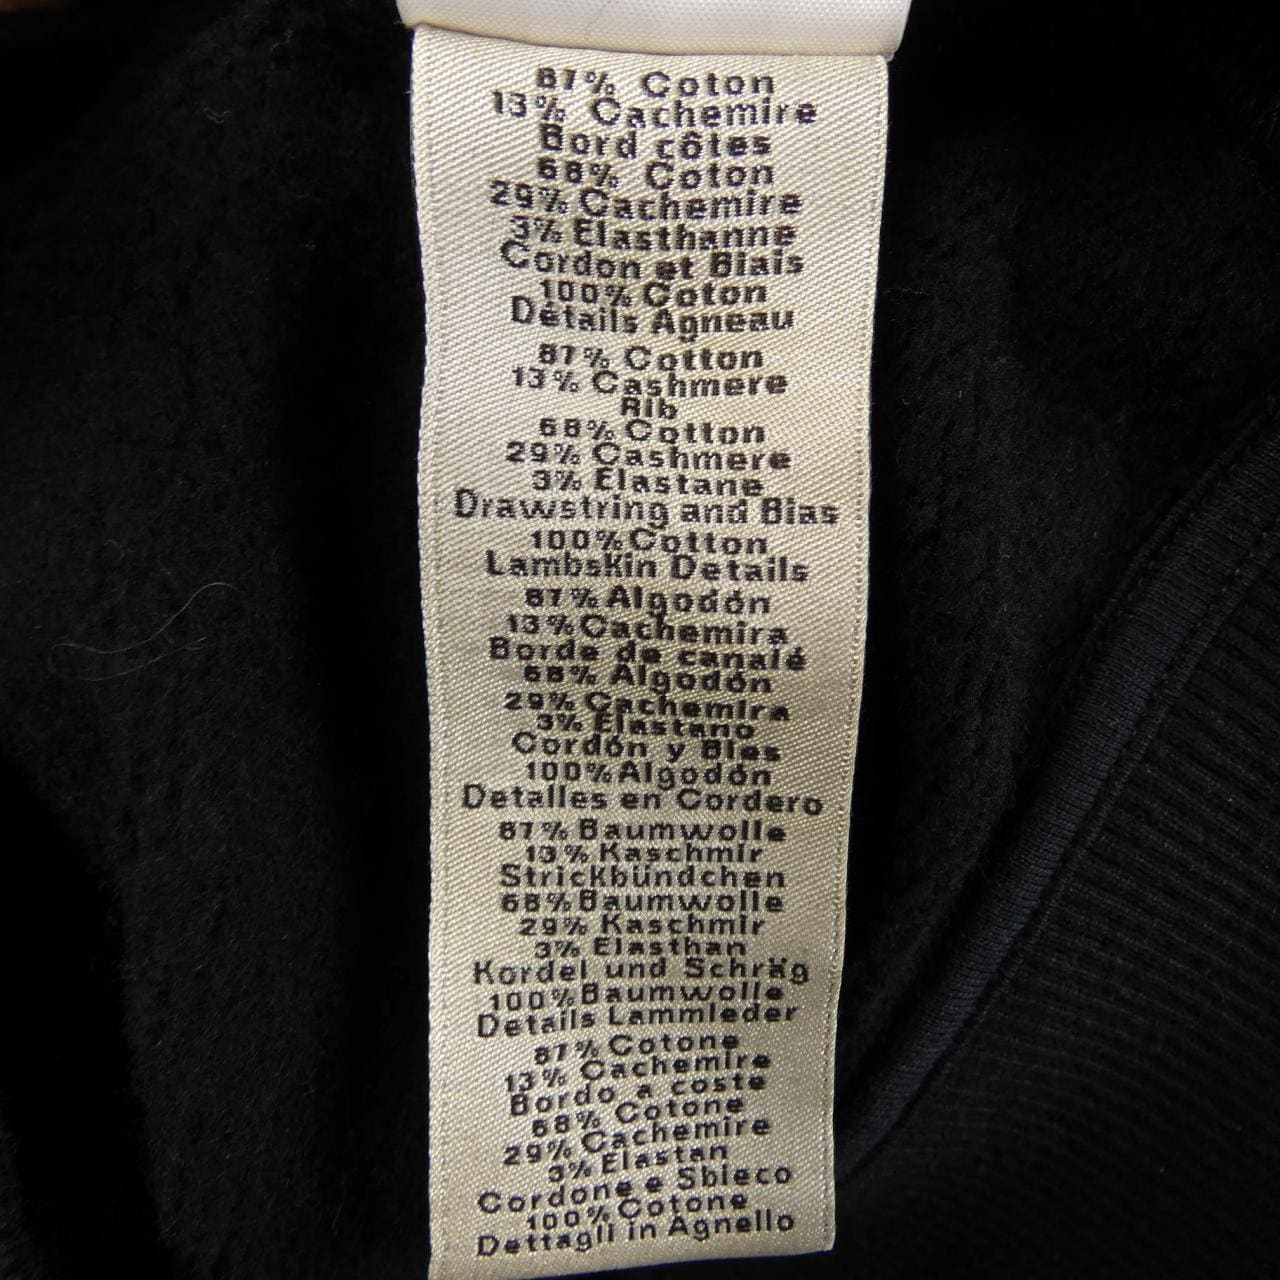 87% Coton
13% Cachemire
Bord côtes
68% Coton
29% Cachemire
3% Elasthanne
Cordon et Biais
100% Coton
Détails Agneau
87% Cotton
13% Cashmere
Rib
68% Cotton
29% Cashmere
3% Elastane
Drawstring and Bias
100% Cotton
Lambskin Details
87% Algodón
13% Cachemira
Borde de canalé
68% Algodón
29% Cachemira
3% Elastano
Cordón y Bies
100% Algodón
Detalles en Cordero
87% Baumwolle
13% Kaschmir
Strickbündchen
68% Baumwolle
29% Kaschmir
3% Elasthan
Kordel und Schräg
100% Baumwolle
Details Lammleder
87% Cotone
13% Cachemire
Bordo a coste
68% Cotone
29% Cachemire
3% Elastan
Cordone e Sbieco
100% Cotone
Dettagli in Agnello